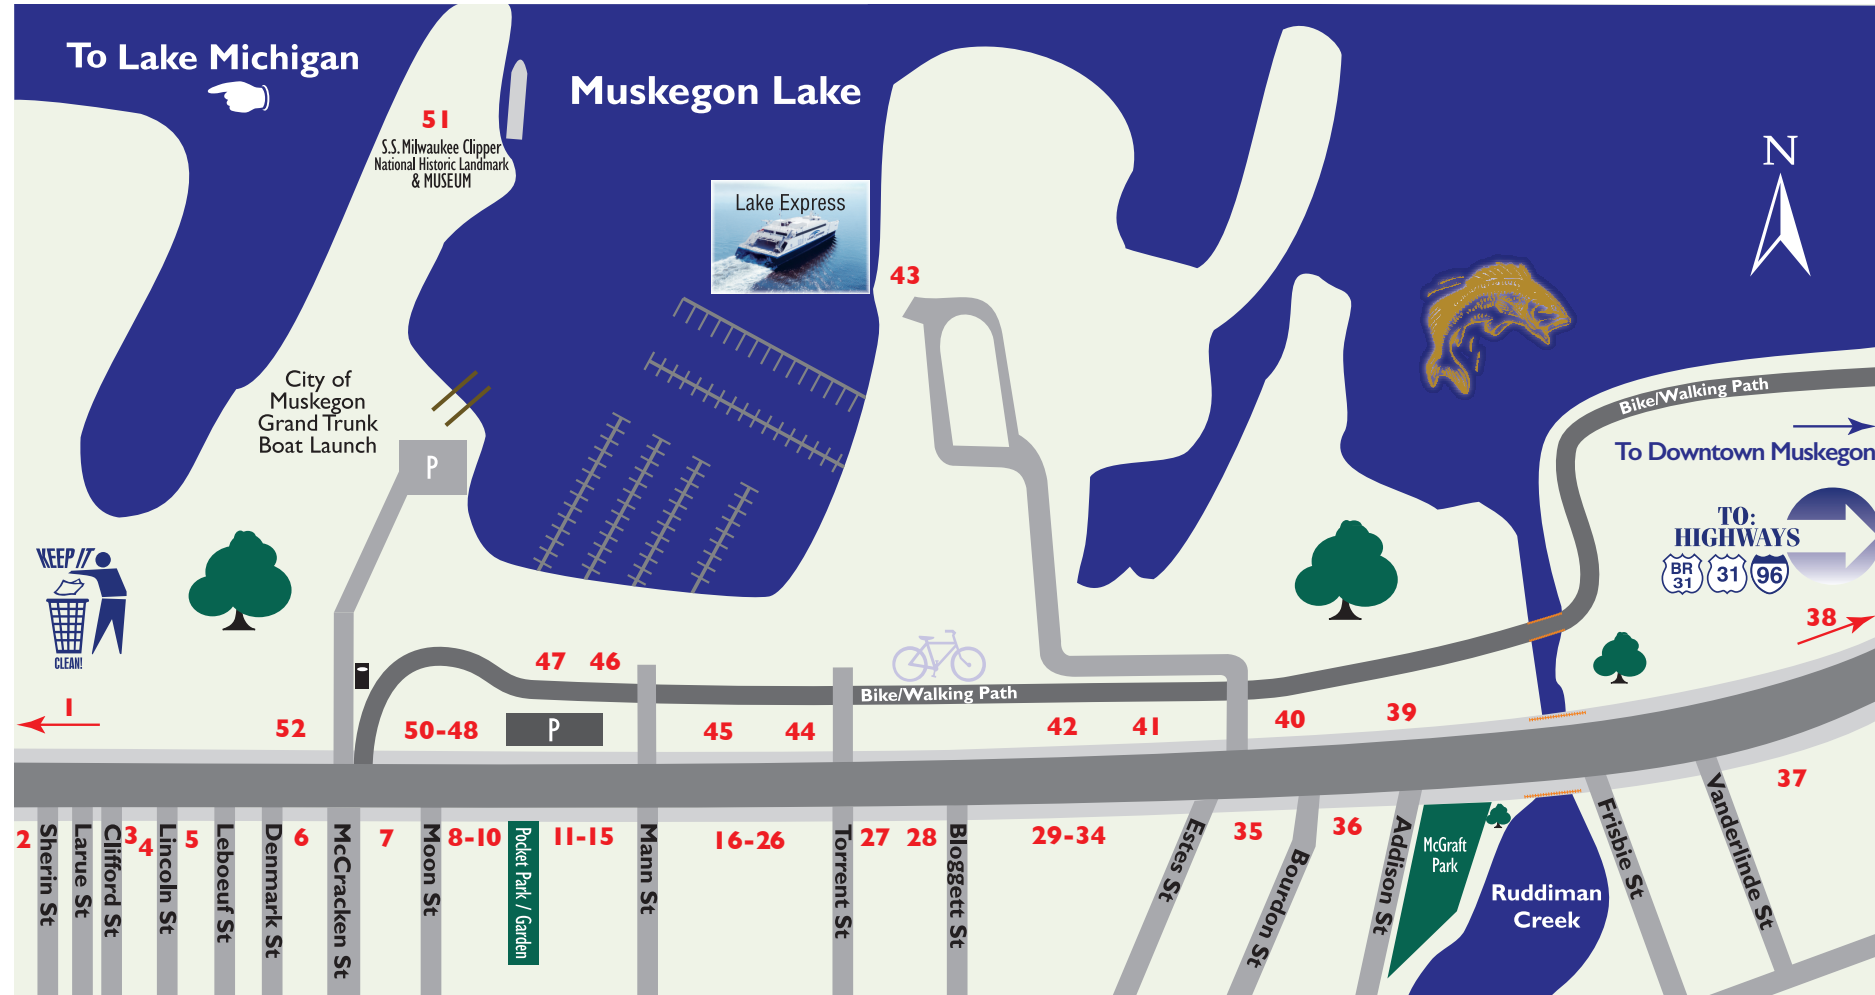 To Lake Michigan
Muskegon Lake
51
S.S. Milwaukee Clipper
National Historic Landmark
& MUSEUM
N
Lake Express
43
City of
Muskegon
Grand Trunk
Boat Launch
P
Bike/Walking Path
To Downtown Muskegon
TO:
HIGHWAYS
BR
31
31
96
KEEP IT
CLEAN!
38
47
46
Bike/Walking Path
1
52
50-48
P
45
44
42
41
40
39
37
2
Sherin St
Larue St
Clifford St
3
4
Lincoln St
5
Leboeuf St
Denmark St
6
McCracken St
7
Moon St
8-10
Pocket Park / Garden
11-15
Mann St
16-26
Torrent St
27
28
Bloggett St
29-34
Estes St
35
Bourdon St
36
Addison St
McGraft
Park
Ruddiman
Creek
Frisbie St
Vanderlinde St